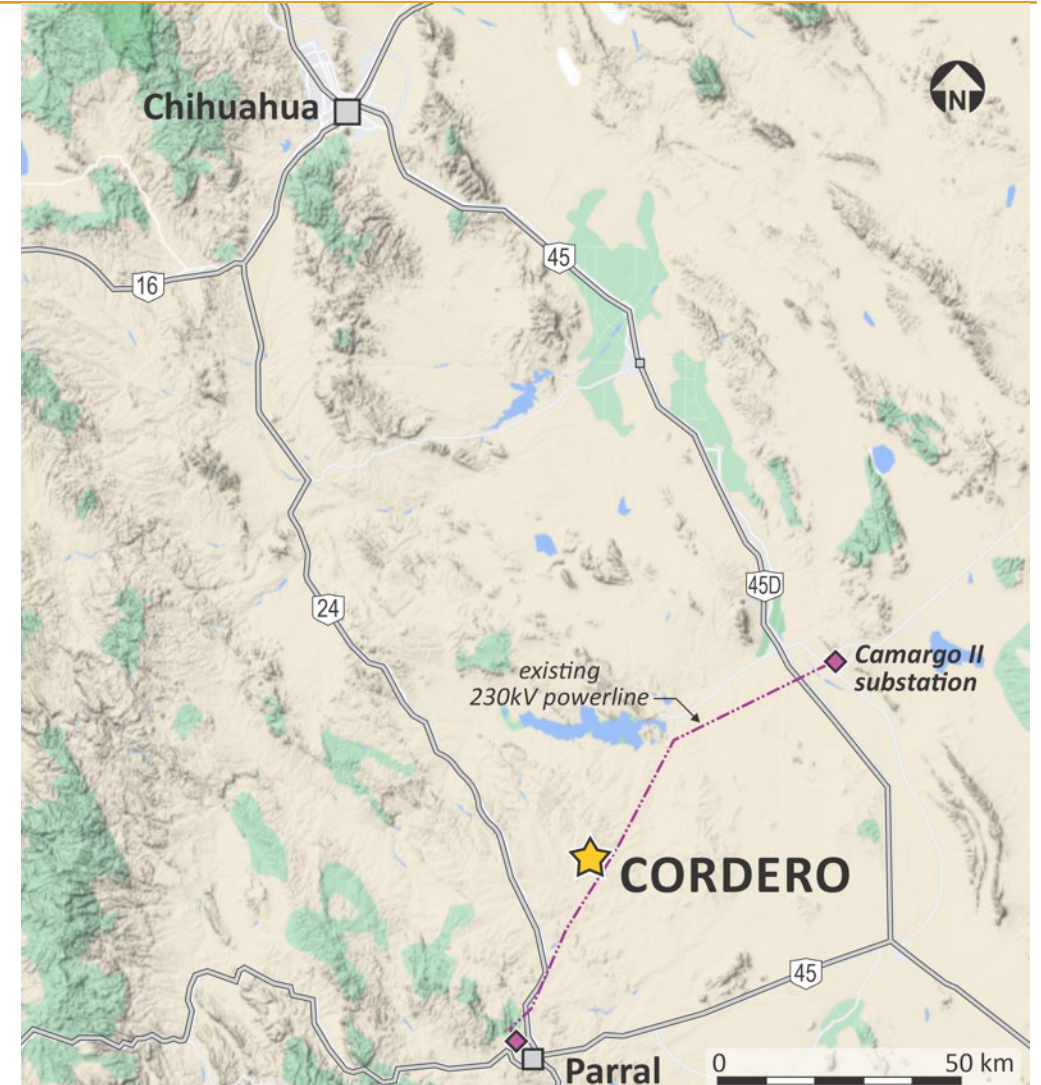 Chihuahua
N
45
16
45D
24
Camargo II
substation
existing
230kV powerline
CORDERO
45
Parral
0
50 km